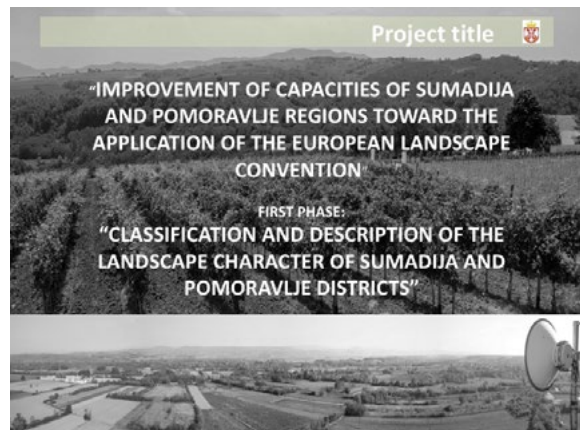 Project title
“IMPROVEMENT OF CAPACITIES OF SUMADIJA
AND POMORAVLJE REGIONS TOWARD THE
APPLICATION OF THE EUROPEAN LANDSCAPE
CONVENTION”
FIRST PHASE:
“CLASSIFICATION AND DESCRIPTION OF THE
LANDSCAPE CHARACTER OF SUMADIJA AND
POMORAVLJE DISTRICTS”